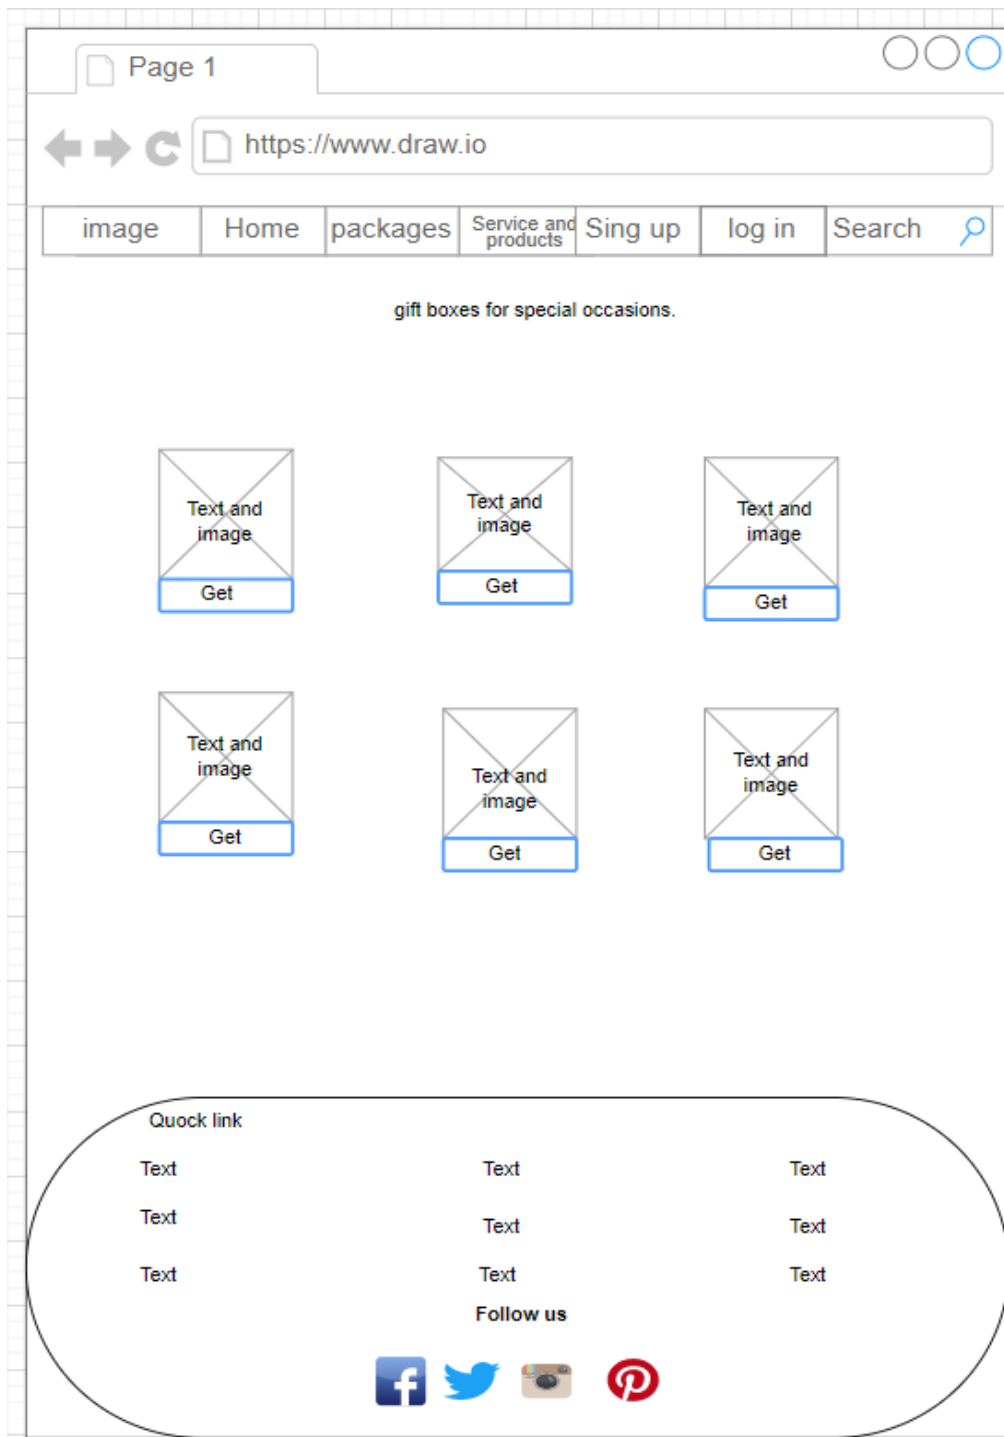 Page 1
https://www.draw.io
image Home packages Service and Sing up log in Search
products
gift boxes for special occasions.
Text and Text and Text and
image image image
Get Get Get
Text and Text and Text and
image image image
Get Get Get
Quock link
Text Text Text
Text Text Text
Text Text Text
Follow us